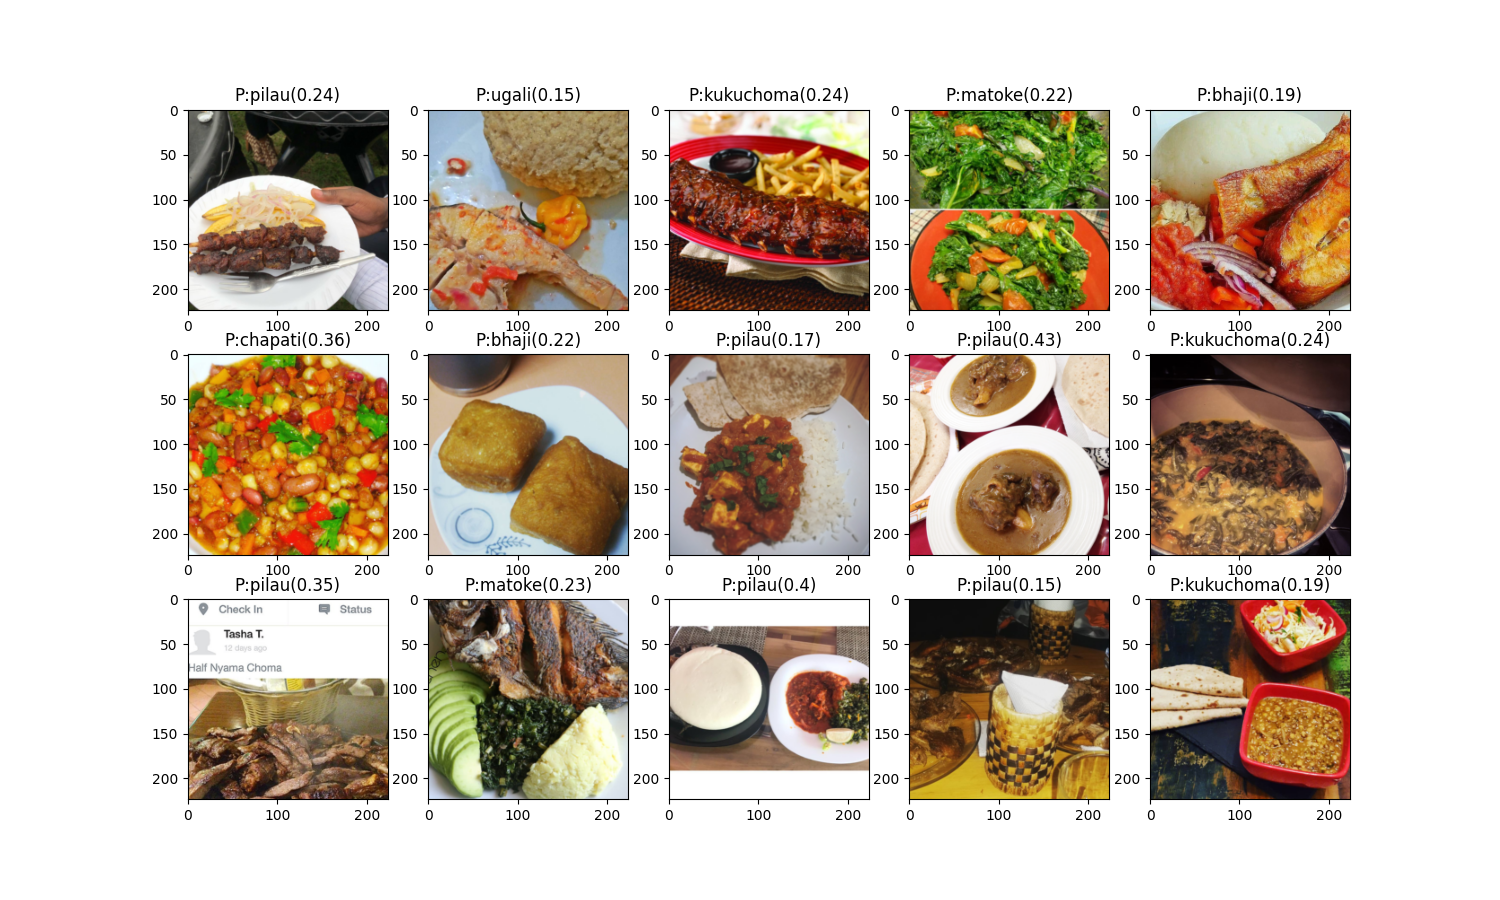 P:pilau(0.24)
P:ugali(0.15)
P:kukuchoma(0.24)
P:matoke(0.22)
P:bhaji(0.19)
0
50
100
150
200
0 100 200
0
50
100
150
200
0 100 200
0
50
100
150
200
0 100 200
0
50
100
150
200
0 100 200
0
50
100
150
200
0 100 200
P:chapati(0.36)
P:bhaji(0.22)
P:pilau(0.17)
P:pilau(0.43)
P:kukuchoma(0.24)
0
50
100
150
200
0 100 200
0
50
100
150
200
0 100 200
0
50
100
150
200
0 100 200
0
50
100
150
200
0 100 200
0
50
100
150
200
0 100 200
P:pilau(0.35)
P:matoke(0.23)
P:pilau(0.4)
P:pilau(0.15)
P:kukuchoma(0.19)
0
50
100
150
200
Check In
Status
Tasha T.
12 days ago
Half Nyama Choma
0 100 200
0
50
100
150
200
0 100 200
0
50
100
150
200
0 100 200
0
50
100
150
200
0 100 200
0
50
100
150
200
0 100 200